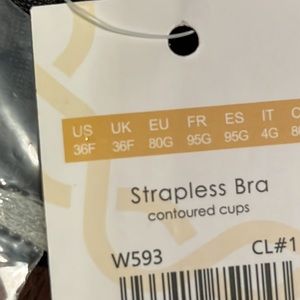 US UK EU FR ES IT
36F 36F 80G 95G 95G 4G
Strapless Bra
contoured cups
W593 CL#1